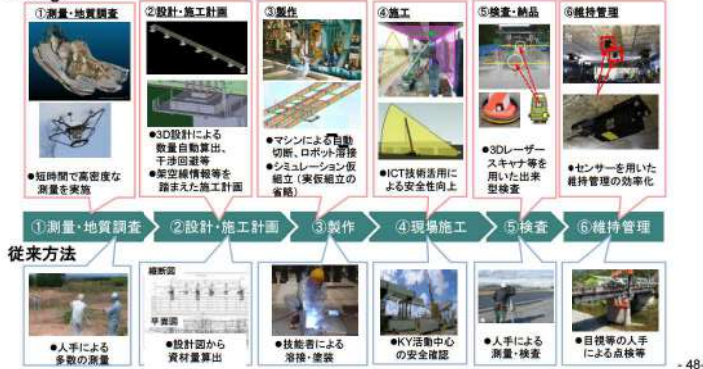 ①測量・地質調査
②設計・施工計画
③製作
④施工
⑤検査・納品
⑥維持管理
●短時間で高密度な
測量を実施
●3D設計による
数量自動算出、
干渉回避等
●架空線情報等を
踏まえた施工計画
●マシンによる自動
切断、ロボット溶接
●シミュレーション仮
組立（実仮組立の
省略）
●ICT技術活用に
よる安全性向上
●3Dレーザー
スキャナ等を
用いた出来
型検査
●センサーを用いた
維持管理の効率化
①測量・地質調査
②設計・施工計画
③製作
④現場施工
⑤検査
⑥維持管理
従来方法
縦断図
平面図
●人手による
多数の測量
●設計図から
資材量算出
●技能者による
溶接・塗装
●KY活動中心
の安全確認
●人手による
測量・検査
●目視等の人手
による点検等
- 48-